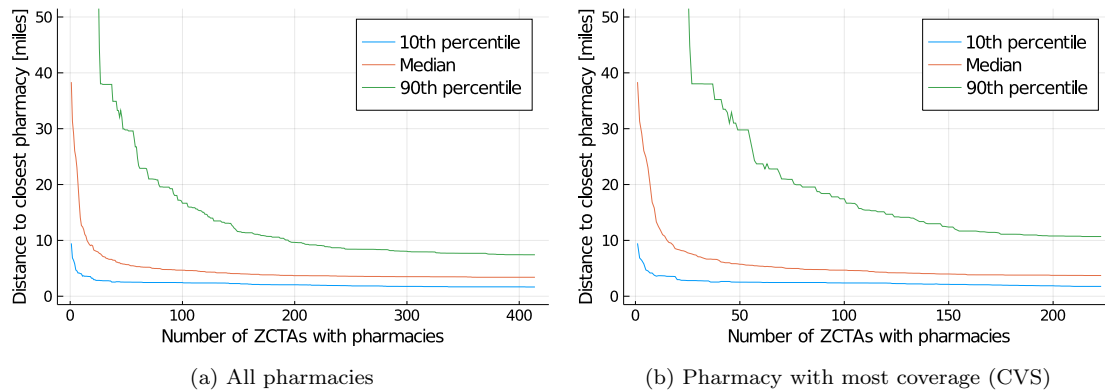 Distance to closest pharmacy [miles]
50
40
30
20
10
0
10th percentile
Median
90th percentile
0
100
200
300
400
Number of ZCTAs with pharmacies
(a) All pharmacies
Distance to closest pharmacy [miles]
50
40
30
20
10
0
10th percentile
Median
90th percentile
0
50
100
150
200
Number of ZCTAs with pharmacies
(b) Pharmacy with most coverage (CVS)